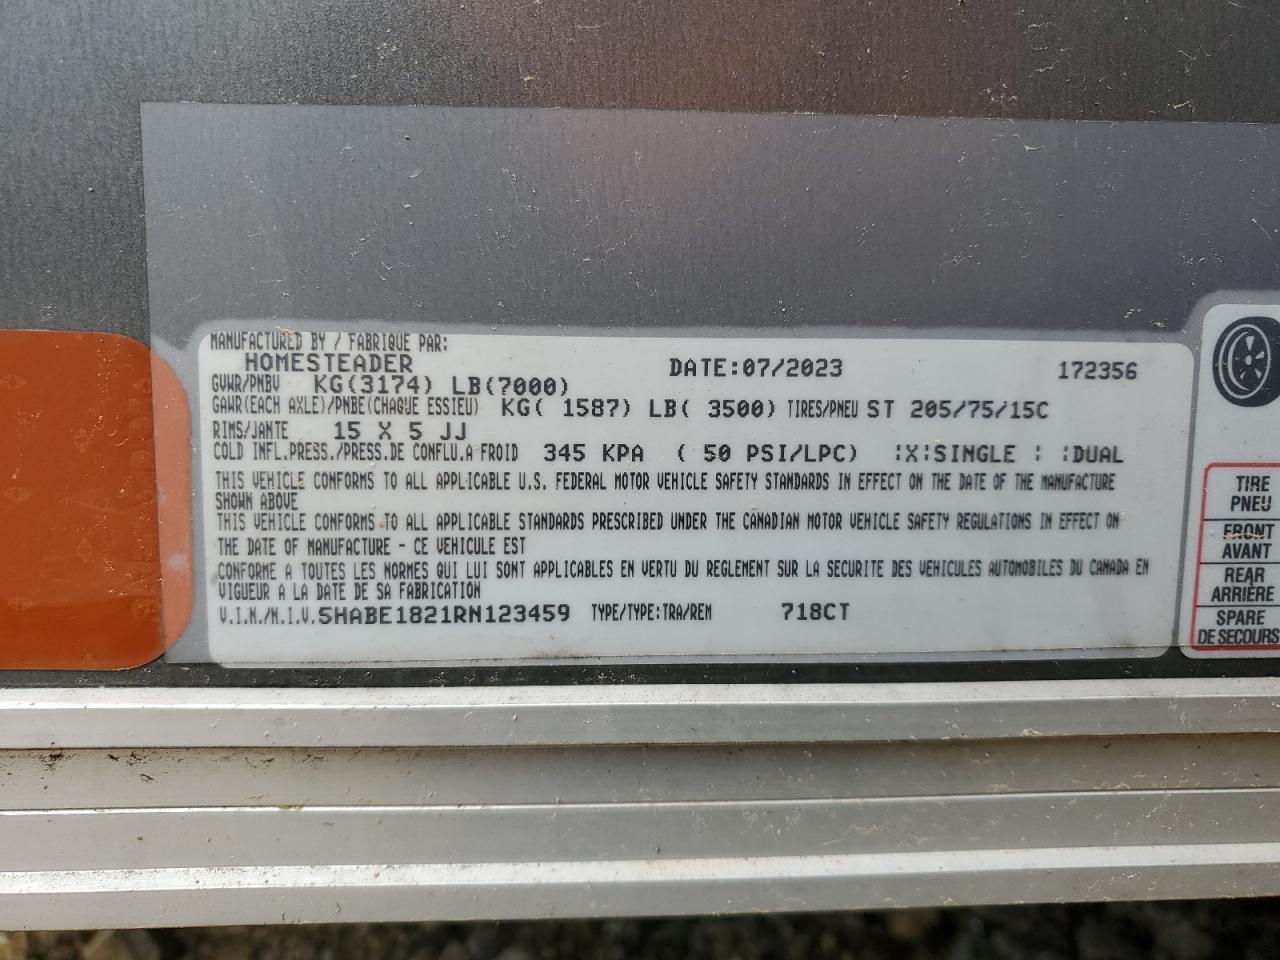 MANUFACTURED BY / FABRIQUE PAR:
HOMESTEADER DATE:07/2023 172356
GVWR/PNBV KG(3174) LB(7000)
GAWR(EACH AXLE)/PNBE(CHAQUE ESSIEU) KG( 1587) LB( 3500) TIRES/PNEU ST 205/75/15C
RIMS/JANTE 15 X 5 JJ
COLD INFL.PRESS./PRESS.DE CONFLU.A FROID 345 KPA ( 50 PSI/LPC) :X:SINGLE : :DUAL
THIS VEHICLE CONFORMS TO ALL APPLICABLE U.S. FEDERAL MOTOR VEHICLE SAFETY STANDARDS IN EFFECT ON THE DATE OF THE MANUFACTURE
SHOWN ABOVE
THIS VEHICLE CONFORMS TO ALL APPLICABLE STANDARDS PRESCRIBED UNDER THE CANADIAN MOTOR VEHICLE SAFETY REGULATIONS IN EFFECT ON
THE DATE OF MANUFACTURE - CE VEHICULE EST
CONFORME A TOUTES LES NORMES QUI LUI SONT APPLICABLES EN VERTU DU REGLEMENT SUR LA SECURITE DES VEHICULES AUTOMOBILES DU CANADA EN
VIGUEUR A LA DATE DE SA FABRICATION
V.I.N./N.I.V.5HABE1821RN123459 TYPE/TYPE:TRA/REM 718CT
TIRE
PNEU
FRONT
AVANT
REAR
ARRIÈRE
SPARE
DE SECOURS